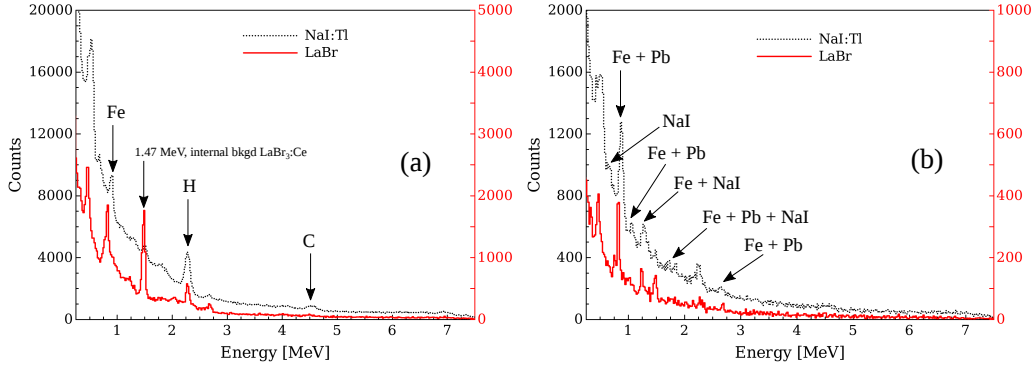 20000
16000
12000
8000
4000
0
Counts
5000
4000
3000
2000
1000
0
NaI:Tl
LaBr
Fe
1.47 MeV, internal bkgd LaBr₃:Ce
H
C
(a)
1 2 3 4 5 6 7
Energy [MeV]
2000
1600
1200
800
400
0
Counts
1000
800
600
400
200
0
NaI:Tl
LaBr
Fe + Pb
NaI
Fe + Pb
Fe + NaI
Fe + Pb + NaI
Fe + Pb
(b)
1 2 3 4 5 6 7
Energy [MeV]